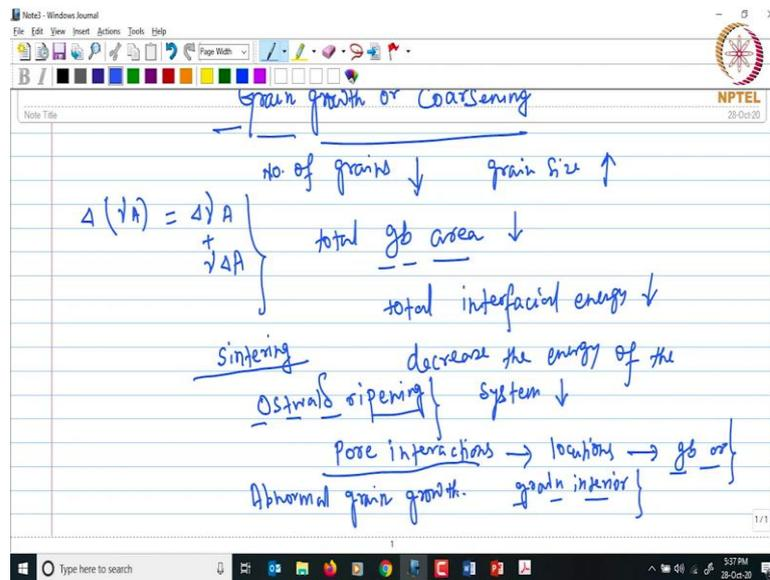 Note3 - Windows Journal
File Edit View Insert Actions Tools Help
Page Width
B I
NPTEL
Note Title
28-Oct-20
Grain growth or Coarsening
No. of grains ↓ grain size ↑
Δ(γA) = ΔγA
+
γΔA
total gb area ↓
total interfacial energy ↓
Sintering decrease the energy of the
Ostwald ripening } system ↓
Pore interactions → locations → gb or
Abnormal grain growth. grain interior
1/1
1
Type here to search
5:37 PM
28-Oct-20